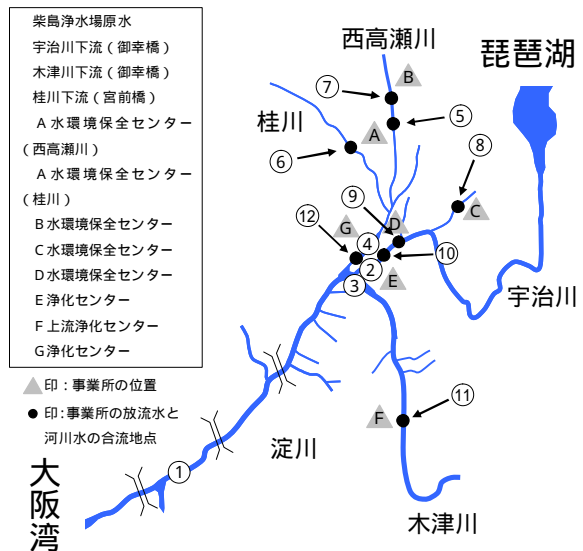 柴島浄水場原水
宇治川下流(御幸橋)
木津川下流(御幸橋)
桂川下流(宮前橋)
A水環境保全センター
(西高瀬川)
A水環境保全センター
(桂川)
B水環境保全センター
C水環境保全センター
D水環境保全センター
E浄化センター
F上流浄化センター
G浄化センター
印:事業所の位置
印:事業所の放流水と
河川水の合流地点
西高瀬川
琵琶湖
⑦
B
桂川
A
⑤
⑥
⑧
⑨
C
⑫
G
D
④
⑩
②
③
E
宇治川
F
⑪
淀川
①
大阪湾
木津川